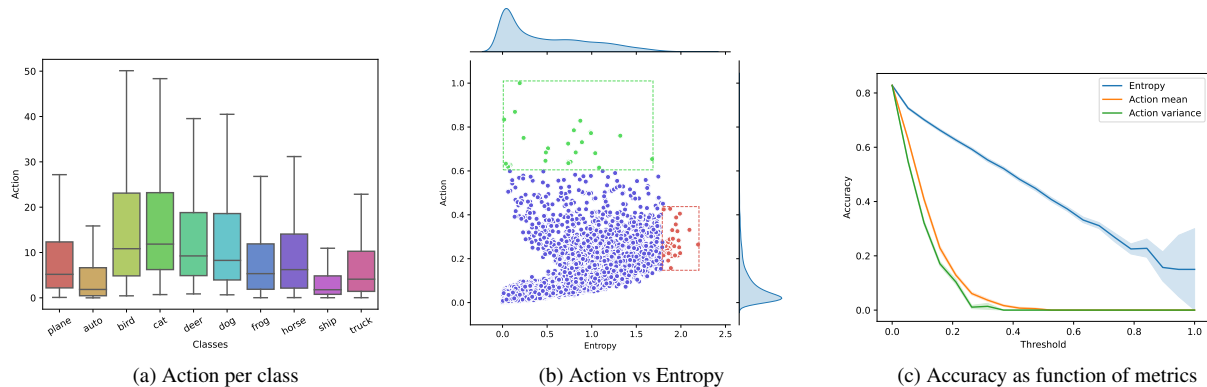 50
40
30
20
10
0
Action
plane
auto
bird
cat
deer
dog
frog
horse
ship
truck
Classes
(a) Action per class
1.0
0.8
0.6
0.4
0.2
0.0
Action
0.0 0.5 1.0 1.5 2.0 2.5
Entropy
(b) Action vs Entropy
Entropy
Action mean
Action variance
0.8
0.6
0.4
0.2
0.0
Accuracy
0.0 0.2 0.4 0.6 0.8 1.0
Threshold
(c) Accuracy as function of metrics